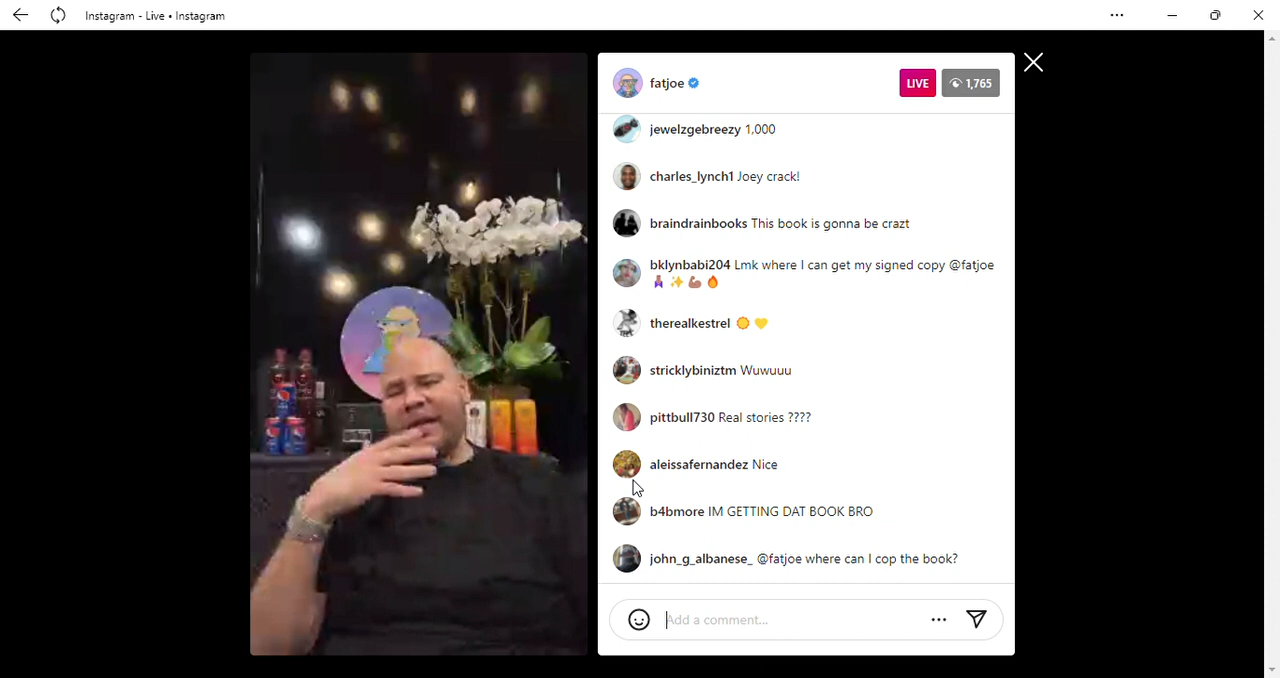 Instagram - Live • Instagram
fatjoe
LIVE 1,765
jewelzgebreezy 1,000
charles_lynch1 Joey crack!
braindrainbooks This book is gonna be crazt
bklynbabi204 Lmk where I can get my signed copy @fatjoe
🧘🏽‍♀️ ✨ 💪🏽 🔥
therealkestrel 🌞 💛
stricklybiniztm Wuwuuu
pittbull730 Real stories ????
aleissafernandez Nice
b4bmore IM GETTING DAT BOOK BRO
john_g_albanese_ @fatjoe where can I cop the book?
Add a comment...